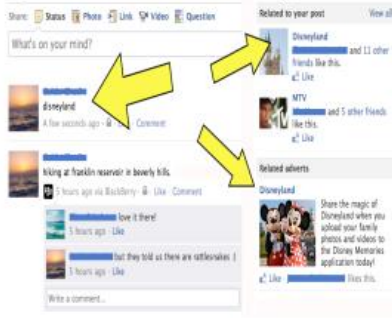 Share: Status Photo Link Video Question
What's on your mind?
disneyland
A few seconds ago · Comment
hiking at franklin reservoir in beverly hills.
5 hours ago via BlackBerry · Like · Comment
love it there!
5 hours ago · Like
but they told us there are rattlesnakes :(
5 hours ago · Like
Write a comment...
Related to your post View all
Disneyland
and 11 other
friends like this.
Like
MTV
and 5 other friends
like this.
Like
Related adverts
Disneyland
Share the magic of
Disneyland when you
upload your family
photos and videos to
the Disney Memories
application today!
Like · likes this.